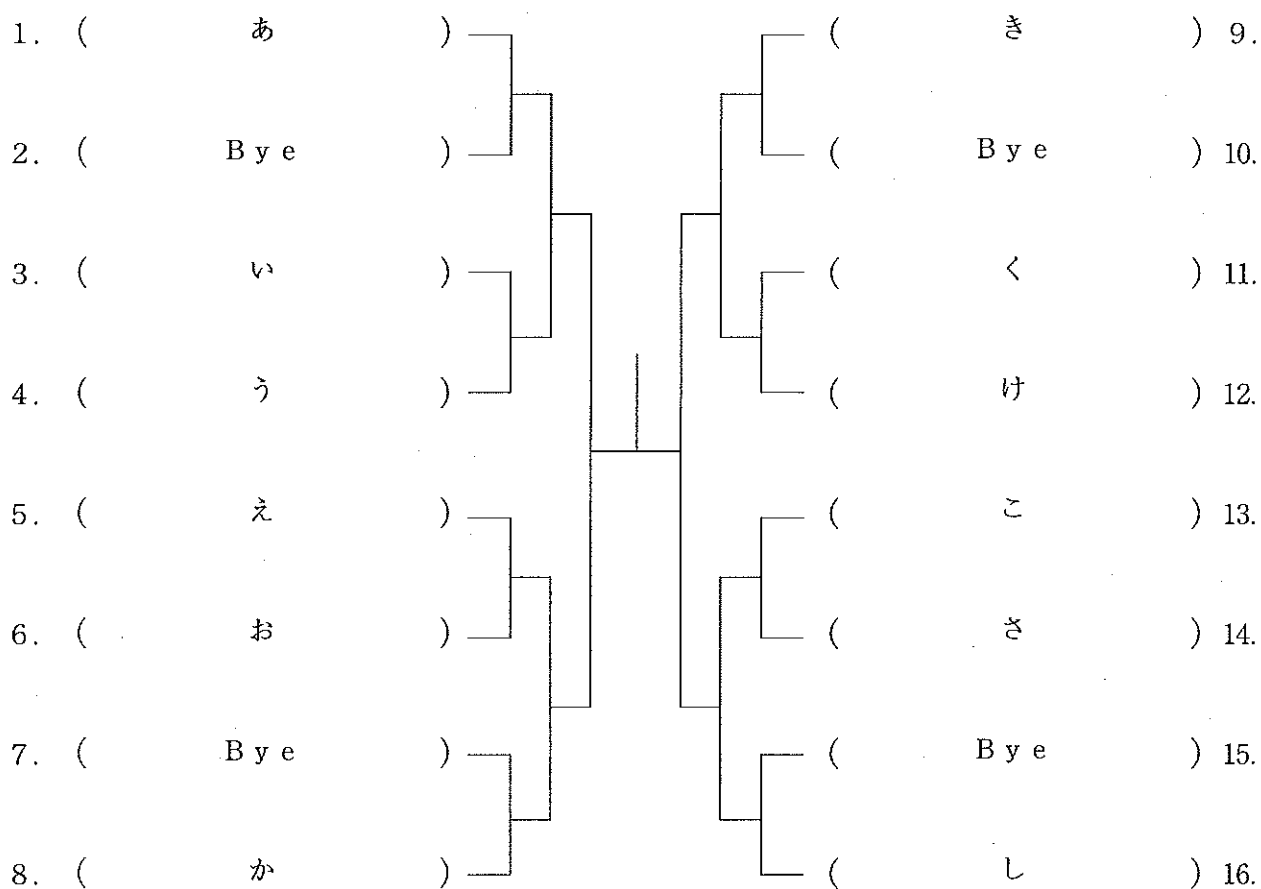 1. ( あ ) ( き ) 9.
2. ( Bye ) ( Bye ) 10.
3. ( い ) ( く ) 11.
4. ( う ) ( け ) 12.
5. ( え ) ( こ ) 13.
6. ( お ) ( さ ) 14.
7. ( Bye ) ( Bye ) 15.
8. ( か ) ( し ) 16.